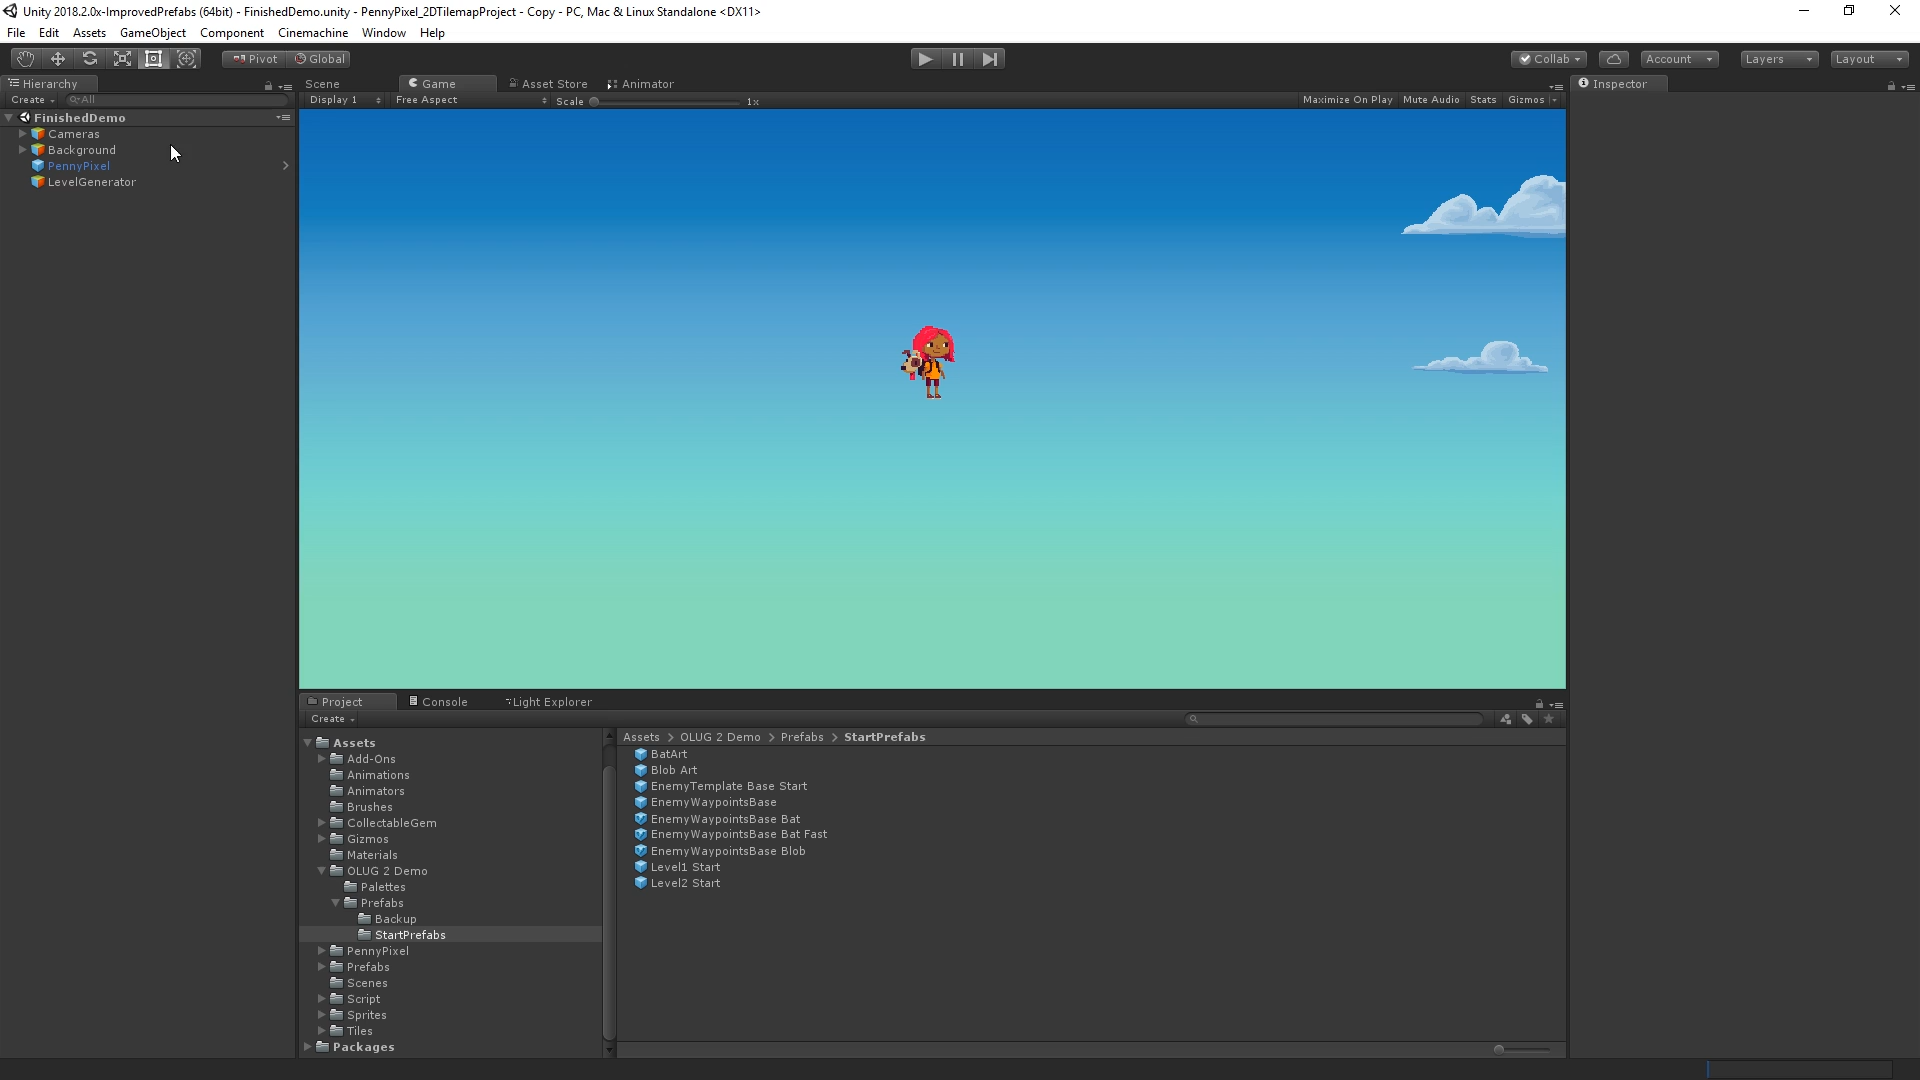 Unity 2018.2.0x-ImprovedPrefabs (64bit) - FinishedDemo.unity - PennyPixel_2DTilemapProject - Copy - PC, Mac & Linux Standalone <DX11>
File Edit Assets GameObject Component Cinemachine Window Help
Pivot Global Collab Account Layers Layout
Hierarchy Scene Game Asset Store Animator Inspector
Create All Display 1 Free Aspect Scale 1x Maximize On Play Mute Audio Stats Gizmos
FinishedDemo
Cameras
Background
PennyPixel
LevelGenerator
Project Console Light Explorer
Create
Assets > OLUG 2 Demo > Prefabs > StartPrefabs
Assets
Add-Ons
Animations
Animators
Brushes
CollectableGem
Gizmos
Materials
OLUG 2 Demo
Palettes
Prefabs
Backup
StartPrefabs
PennyPixel
Prefabs
Scenes
Script
Sprites
Tiles
Packages
BatArt
Blob Art
EnemyTemplate Base Start
EnemyWaypointsBase
EnemyWaypointsBase Bat
EnemyWaypointsBase Bat Fast
EnemyWaypointsBase Blob
Level1 Start
Level2 Start